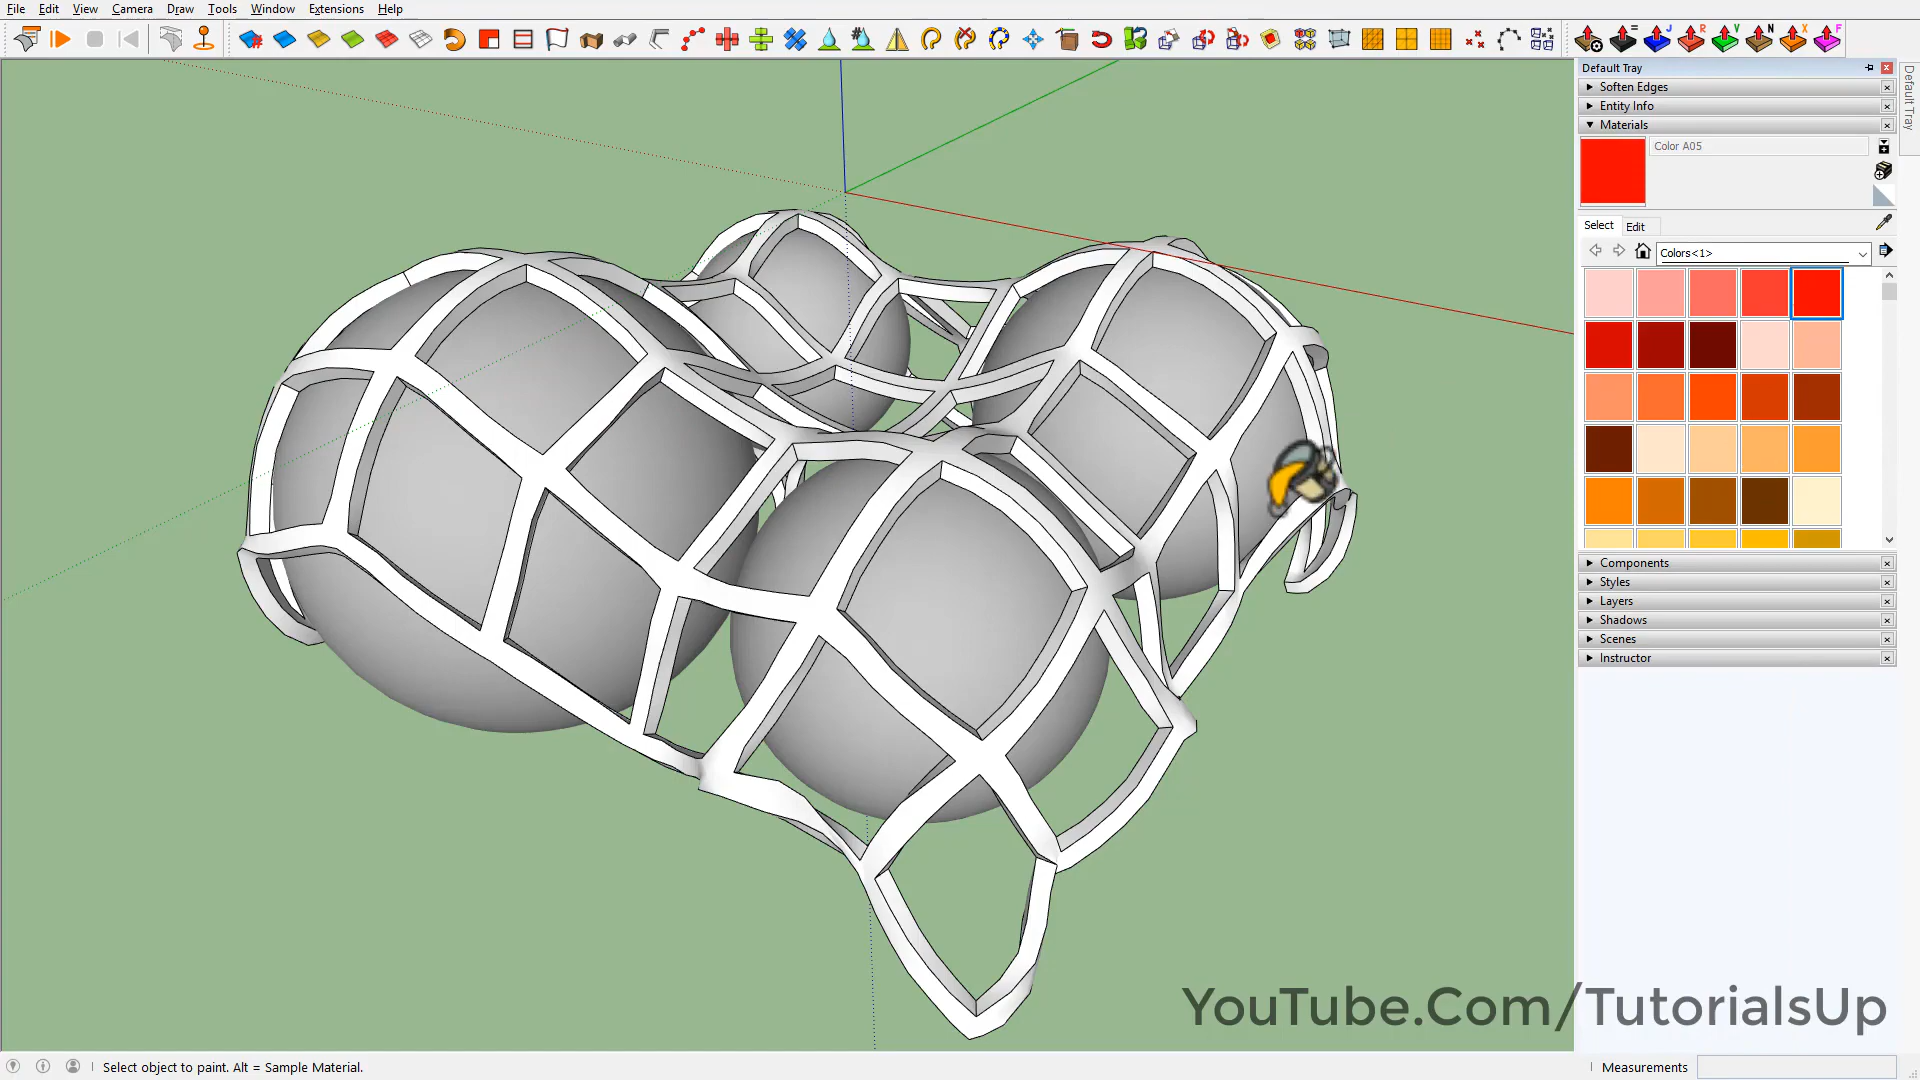 File Edit View Camera Draw Tools Window Extensions Help
Default Tray
Default Tray
Soften Edges
Entity Info
Materials
Color A05
Select Edit
Colors<1>
Components
Styles
Layers
Shadows
Scenes
Instructor
YouTube.Com/TutorialsUp
Select object to paint. Alt = Sample Material.
Measurements